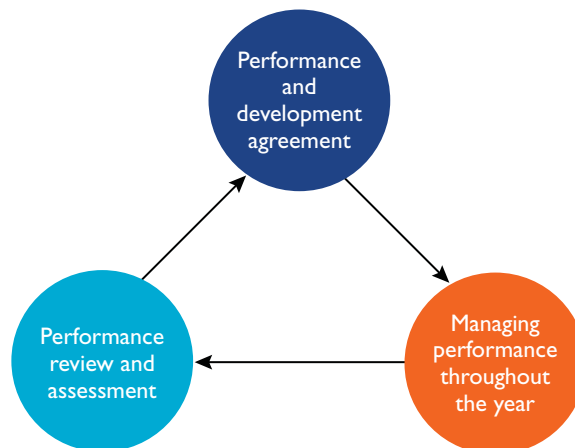 Performance
and
development
agreement
Managing
performance
throughout
the year
Performance
review and
assessment